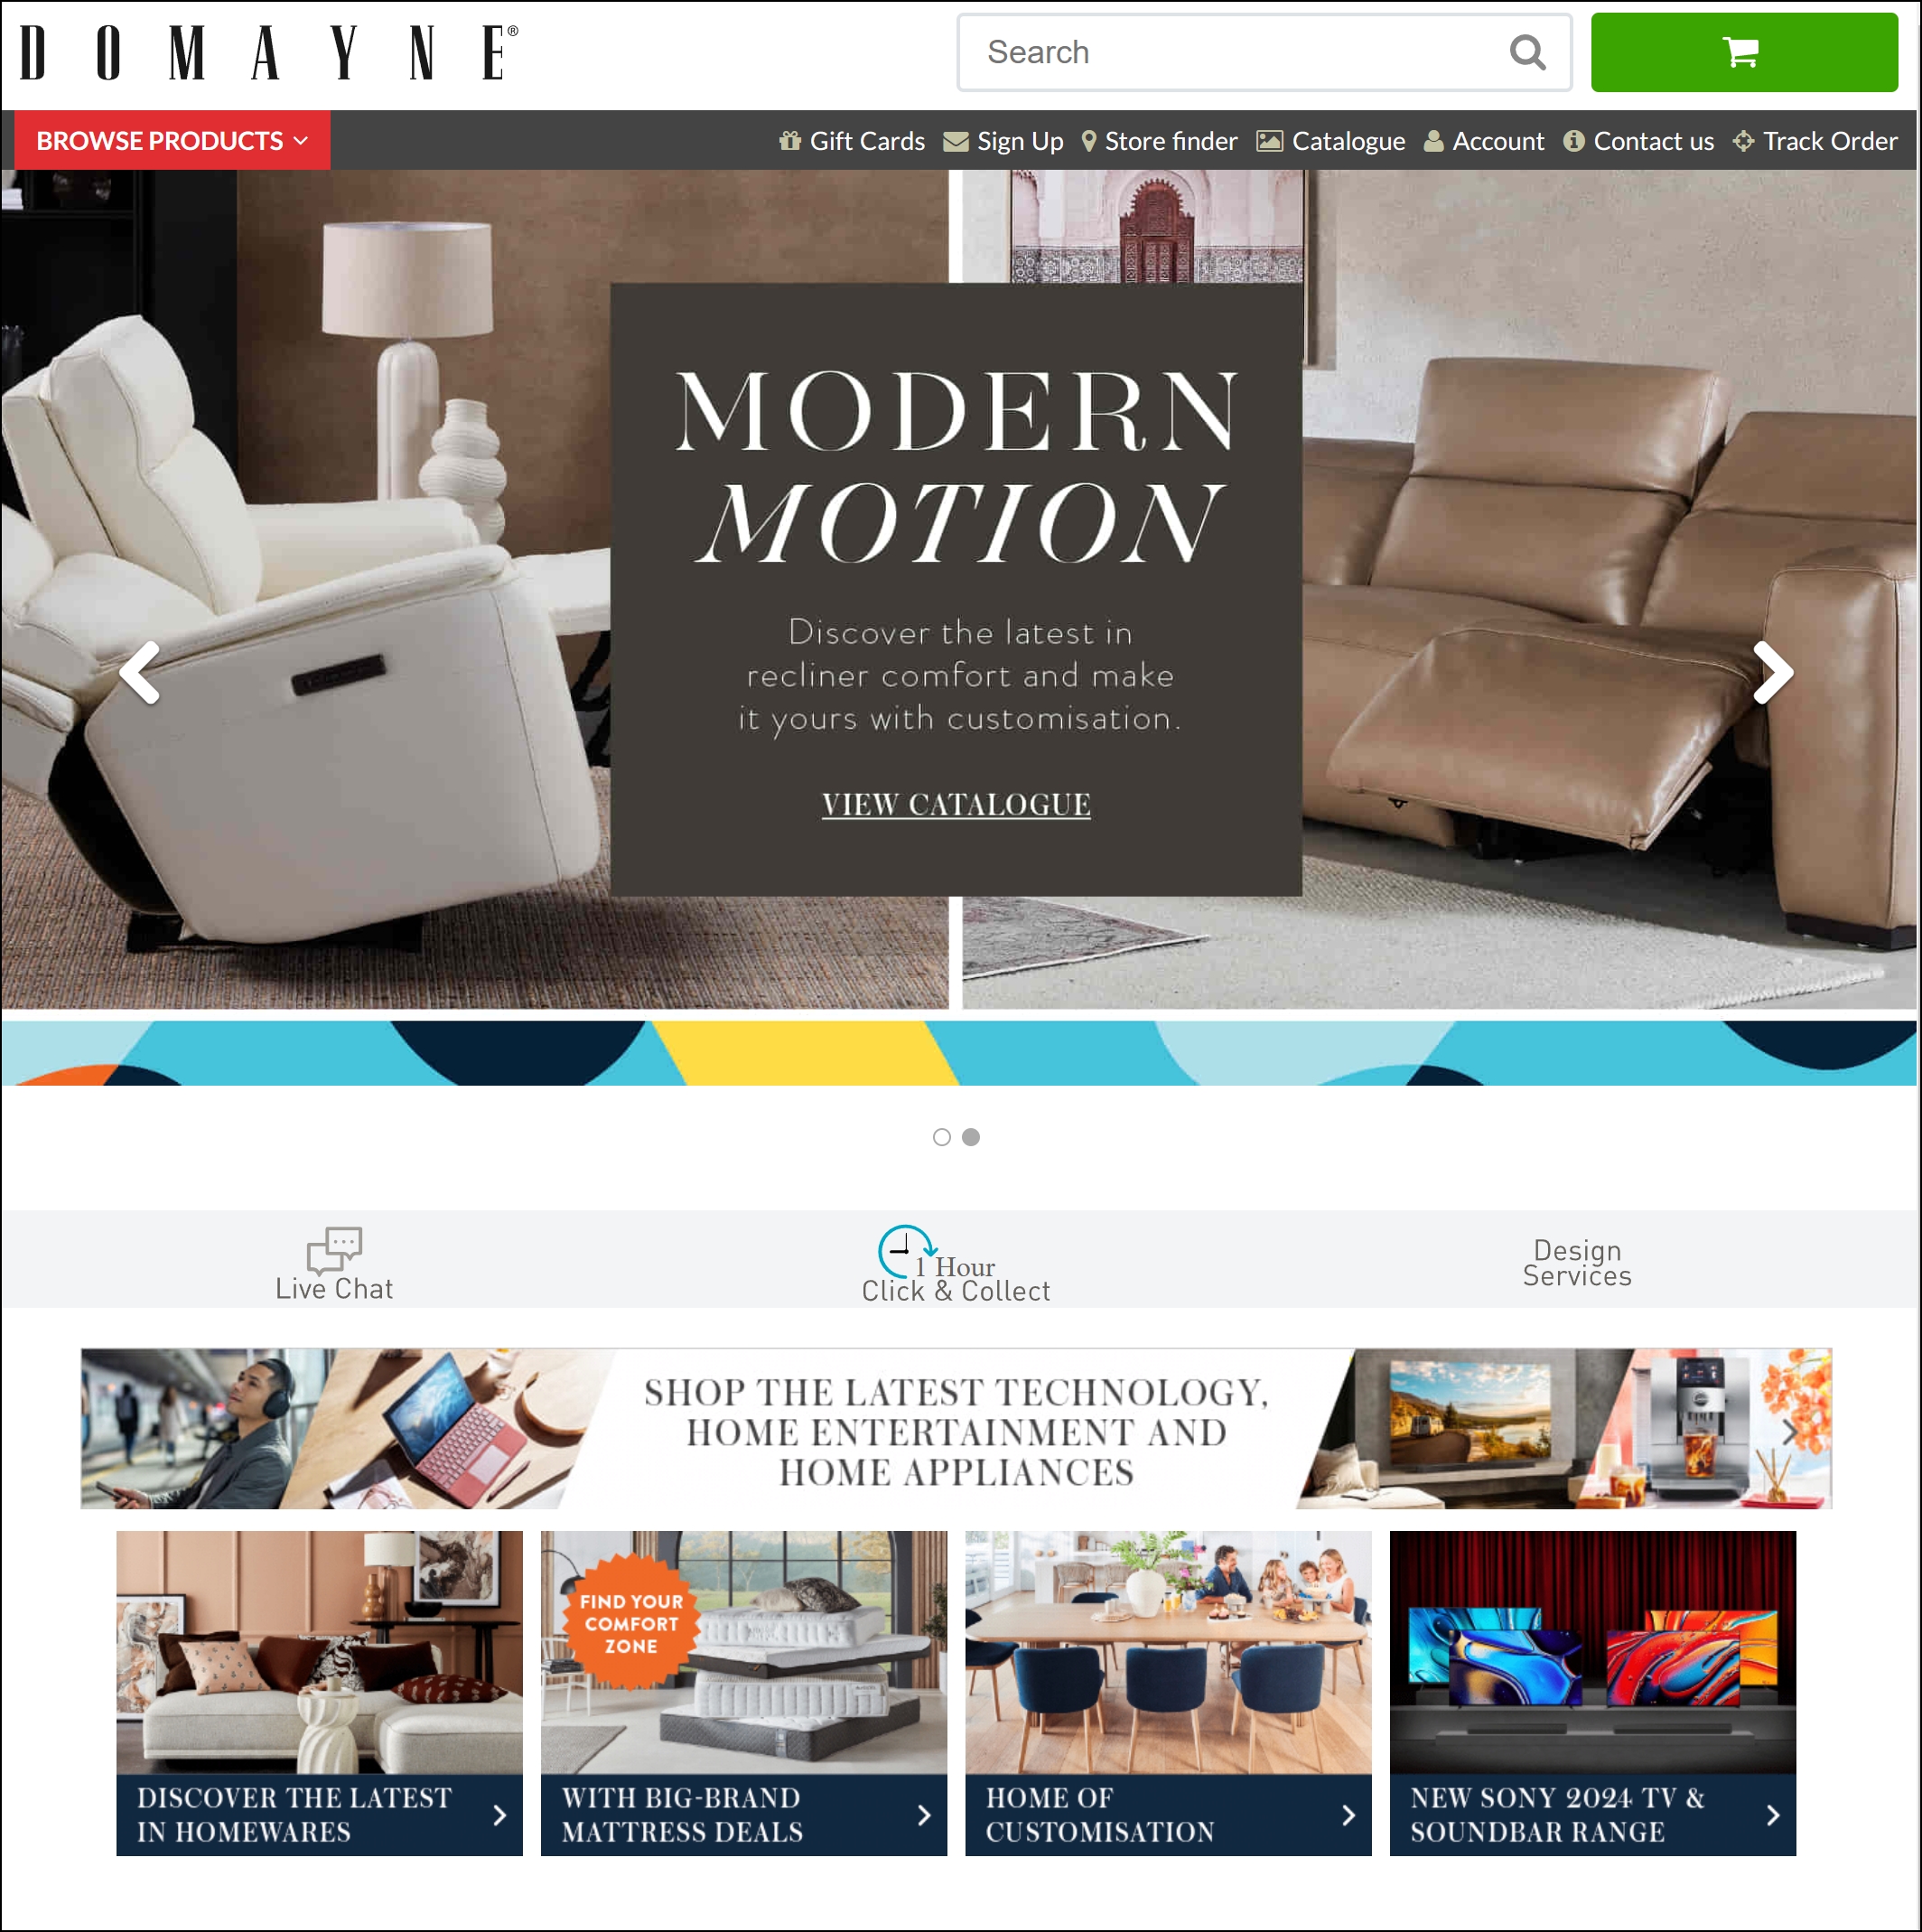 DOMAYNE®
Search
BROWSE PRODUCTS
Gift Cards
Sign Up
Store finder
Catalogue
Account
Contact us
Track Order
MODERN
MOTION
Discover the latest in
recliner comfort and make
it yours with customisation.
VIEW CATALOGUE
Live Chat
1 Hour
Click & Collect
Design
Services
SHOP THE LATEST TECHNOLOGY,
HOME ENTERTAINMENT AND
HOME APPLIANCES
DISCOVER THE LATEST
IN HOMEWARES
FIND YOUR
COMFORT
ZONE
WITH BIG-BRAND
MATTRESS DEALS
HOME OF
CUSTOMISATION
NEW SONY 2024 TV &
SOUNDBAR RANGE